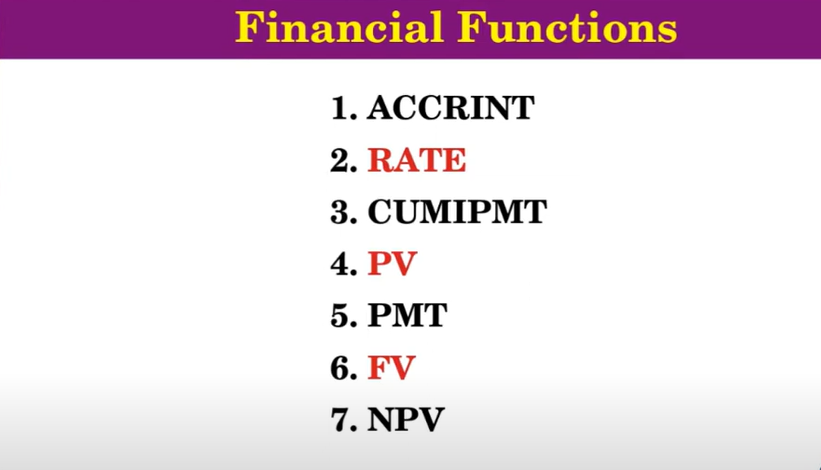 Financial Functions
1. ACCRINT
2. RATE
3. CUMIPMT
4. PV
5. PMT
6. FV
7. NPV